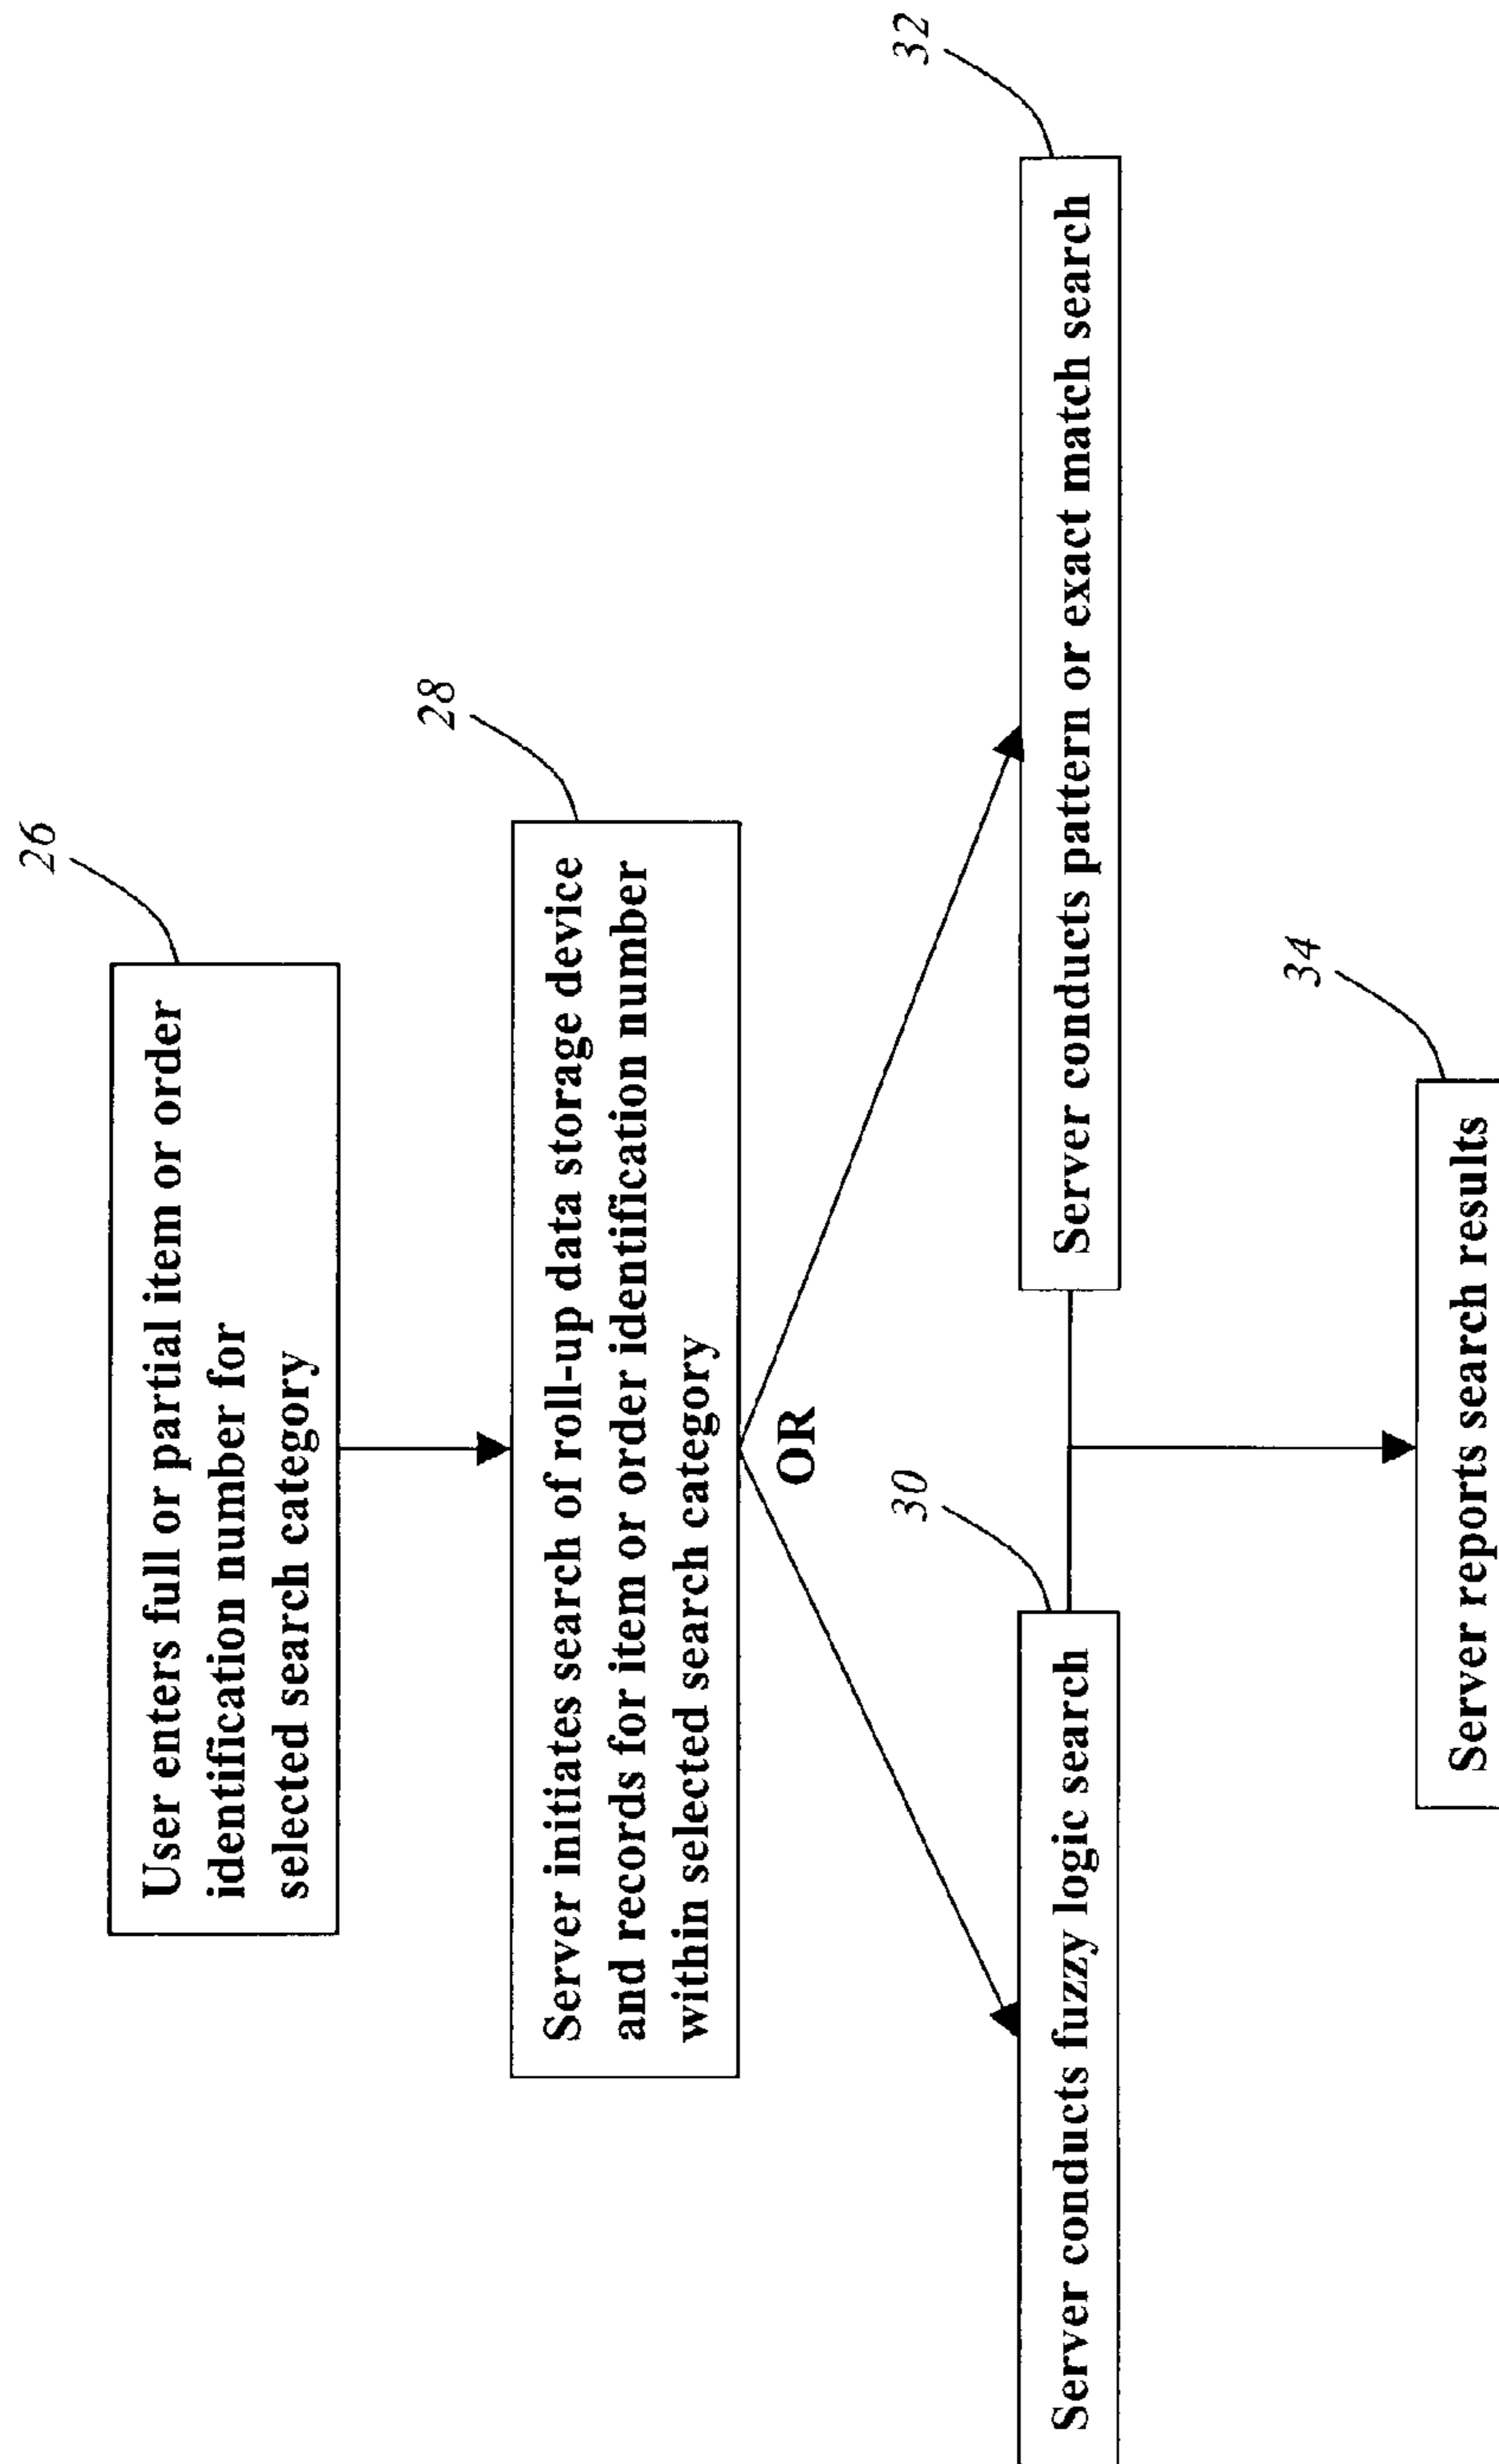 26
User enters full or partial item or order
identification number for
selected search category
28
Server initiates search of roll-up data storage device
and records for item or order identification number
within selected search category
OR
30
Server conducts fuzzy logic search
32
Server conducts pattern or exact match search
34
Server reports search results